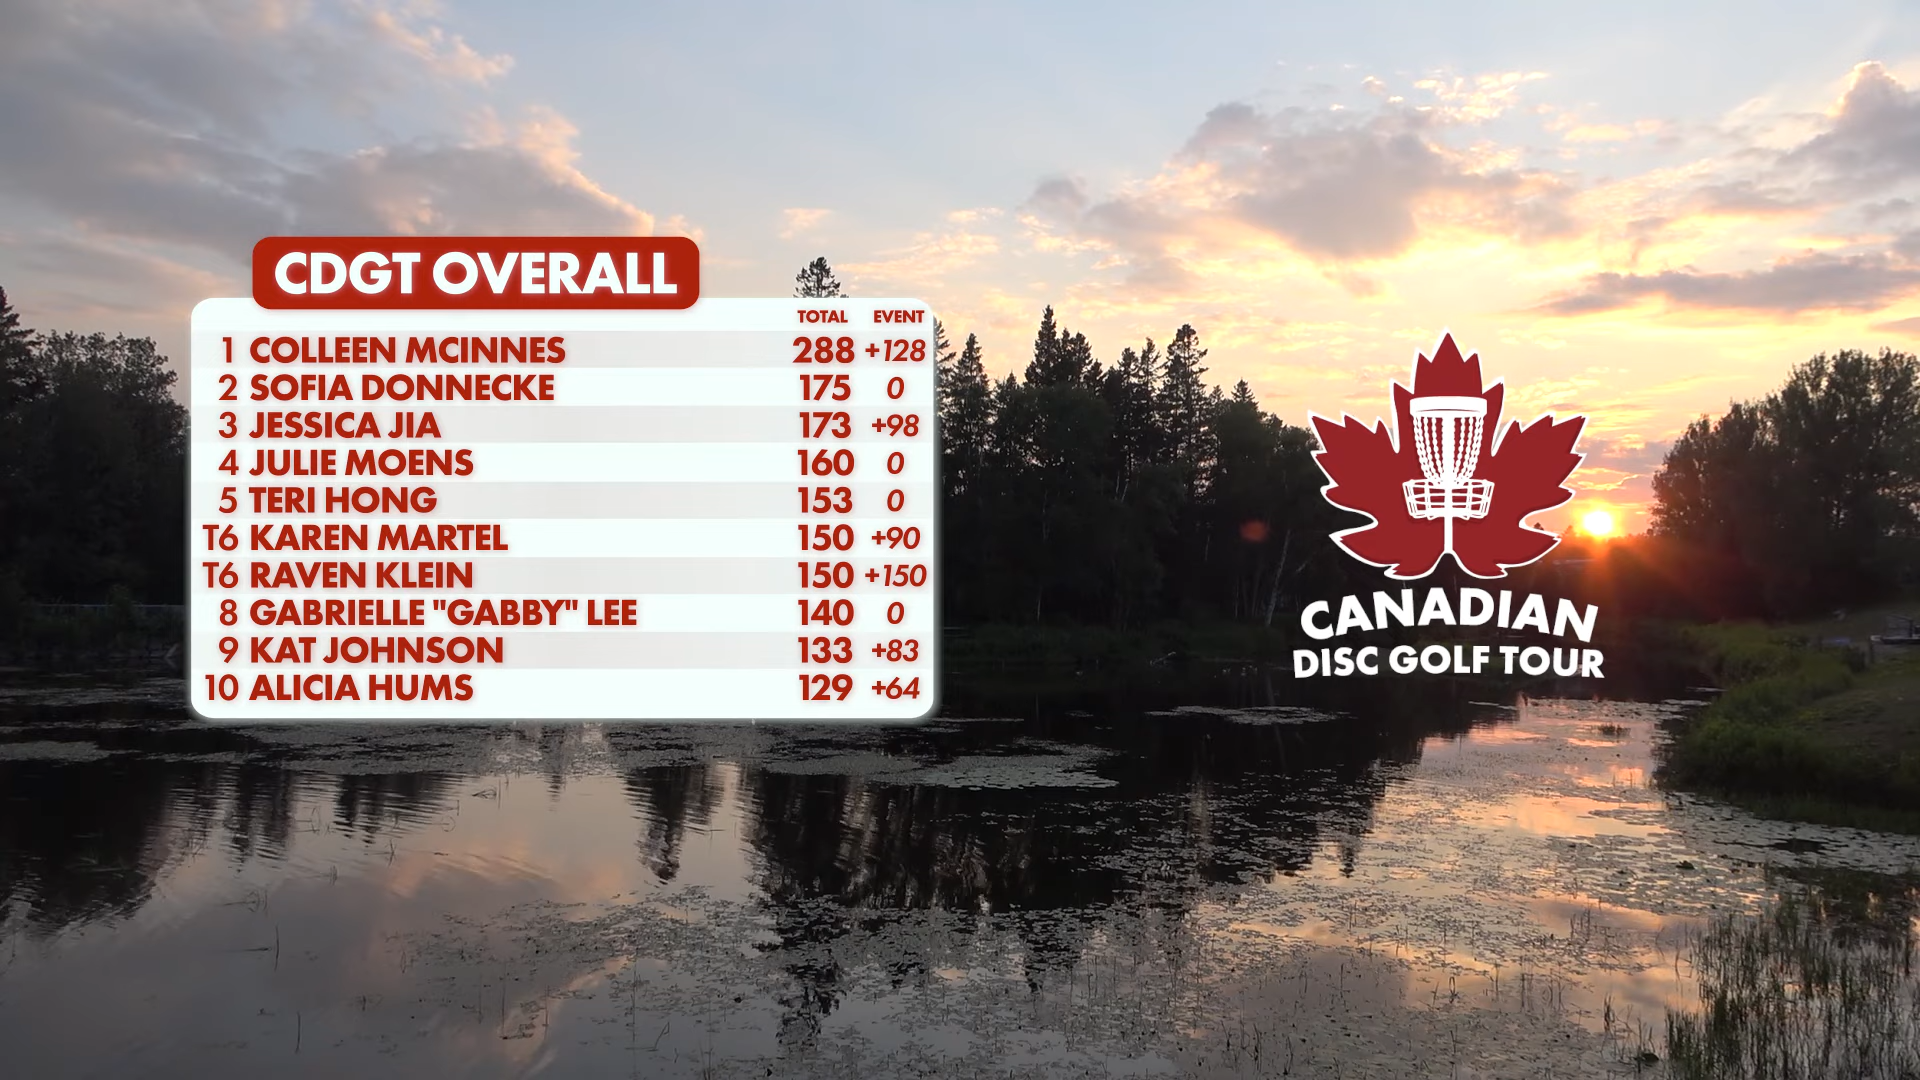 CDGT OVERALL
TOTAL EVENT
1 COLLEEN MCINNES 288 +128
2 SOFIA DONNECKE 175 0
3 JESSICA JIA 173 +98
4 JULIE MOENS 160 0
5 TERI HONG 153 0
T6 KAREN MARTEL 150 +90
T6 RAVEN KLEIN 150 +150
8 GABRIELLE "GABBY" LEE 140 0
9 KAT JOHNSON 133 +83
10 ALICIA HUMS 129 +64
CANADIAN
DISC GOLF TOUR